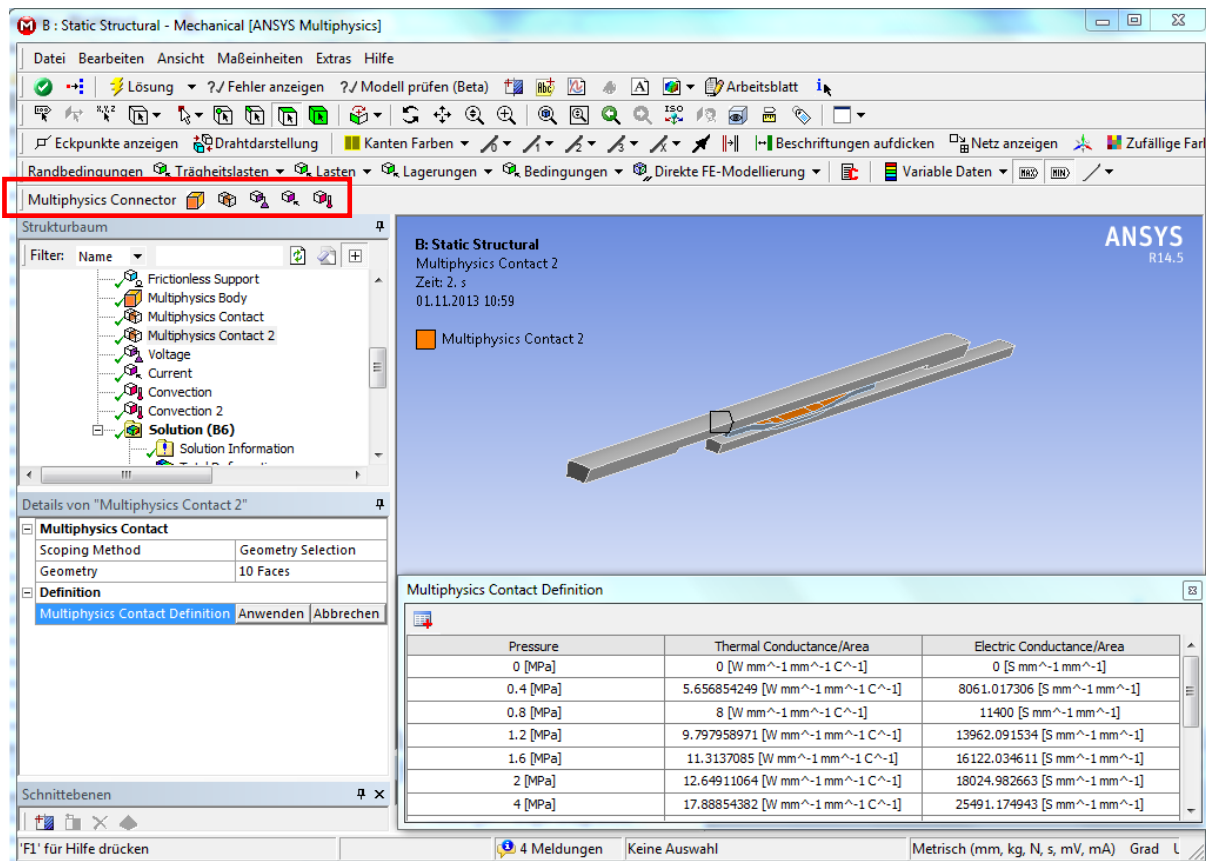 B : Static Structural - Mechanical [ANSYS Multiphysics]
Datei Bearbeiten Ansicht Maßeinheiten Extras Hilfe
Lösung ?✓ Fehler anzeigen ?✓ Modell prüfen (Beta) Arbeitsblatt
Eckpunkte anzeigen Drahtdarstellung Kanten Farben Beschriftungen aufdicken Netz anzeigen Zufällige Far
Randbedingungen Trägheitslasten Lasten Lagerungen Bedingungen Direkte FE-Modellierung Variable Daten MAX MIN
Multiphysics Connector
Strukturbaum
Filter: Name
Frictionless Support
Multiphysics Body
Multiphysics Contact
Multiphysics Contact 2
Voltage
Current
Convection
Convection 2
Solution (B6)
Solution Information
Details von "Multiphysics Contact 2"
Multiphysics Contact
Scoping Method Geometry Selection
Geometry 10 Faces
Definition
Multiphysics Contact Definition Anwenden Abbrechen
Schnittebenen
B: Static Structural
Multiphysics Contact 2
Zeit: 2. s
01.11.2013 10:59
Multiphysics Contact 2
ANSYS
R14.5
Multiphysics Contact Definition
Pressure Thermal Conductance/Area Electric Conductance/Area
0 [MPa] 0 [W mm^-1 mm^-1 C^-1] 0 [S mm^-1 mm^-1]
0.4 [MPa] 5.656854249 [W mm^-1 mm^-1 C^-1] 8061.017306 [S mm^-1 mm^-1]
0.8 [MPa] 8 [W mm^-1 mm^-1 C^-1] 11400 [S mm^-1 mm^-1]
1.2 [MPa] 9.797958971 [W mm^-1 mm^-1 C^-1] 13962.091534 [S mm^-1 mm^-1]
1.6 [MPa] 11.3137085 [W mm^-1 mm^-1 C^-1] 16122.034611 [S mm^-1 mm^-1]
2 [MPa] 12.64911064 [W mm^-1 mm^-1 C^-1] 18024.982663 [S mm^-1 mm^-1]
4 [MPa] 17.88854382 [W mm^-1 mm^-1 C^-1] 25491.174943 [S mm^-1 mm^-1]
'F1' für Hilfe drücken 4 Meldungen Keine Auswahl Metrisch (mm, kg, N, s, mV, mA) Grad